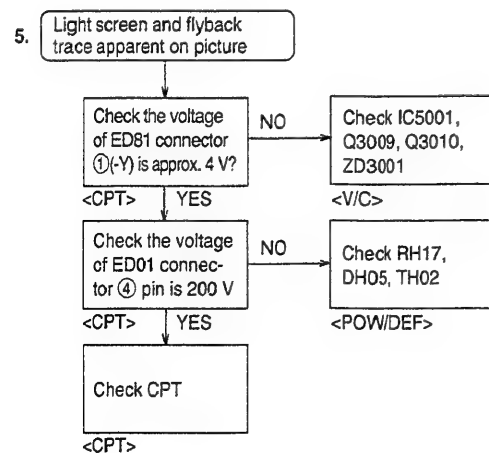 5. Light screen and flyback
trace apparent on picture
Check the voltage
of ED81 connector
①(-Y) is approx. 4 V?
NO
Check IC5001,
Q3009, Q3010,
ZD3001
<CPT> YES
<V/C>
Check the voltage
of ED01 connec-
tor ④ pin is 200 V
NO
Check RH17,
DH05, TH02
<CPT> YES
<POW/DEF>
Check CPT
<CPT>